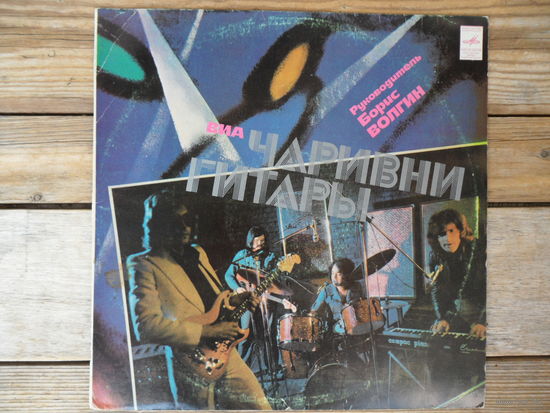 Руководитель
Борис
ВОЛГИН
ВИА
ЧАРИВНИ
ГИТАРЫ